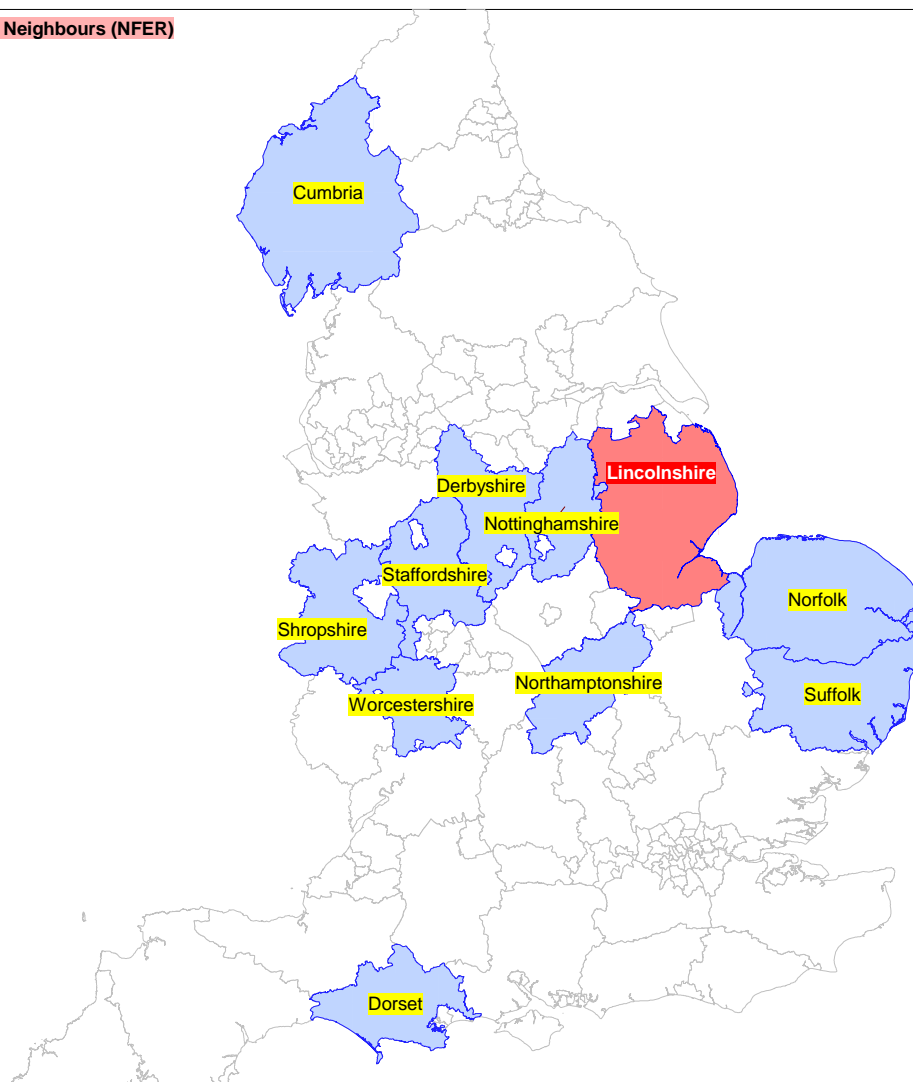 Neighbours (NFER)
Cumbria
Lincolnshire
Derbyshire
Nottinghamshire
Staffordshire
Norfolk
Shropshire
Northamptonshire
Suffolk
Worcestershire
Dorset